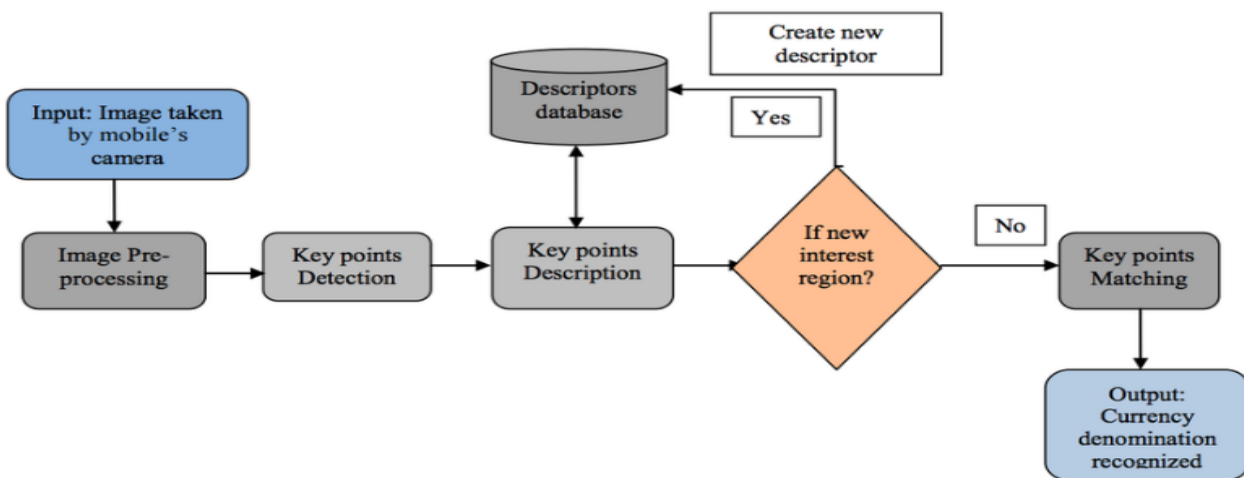 Input: Image taken
by mobile's
camera
Image Pre-
processing
Key points
Detection
Key points
Description
Descriptors
database
Create new
descriptor
Yes
If new
interest
region?
No
Key points
Matching
Output:
Currency
denomination
recognized